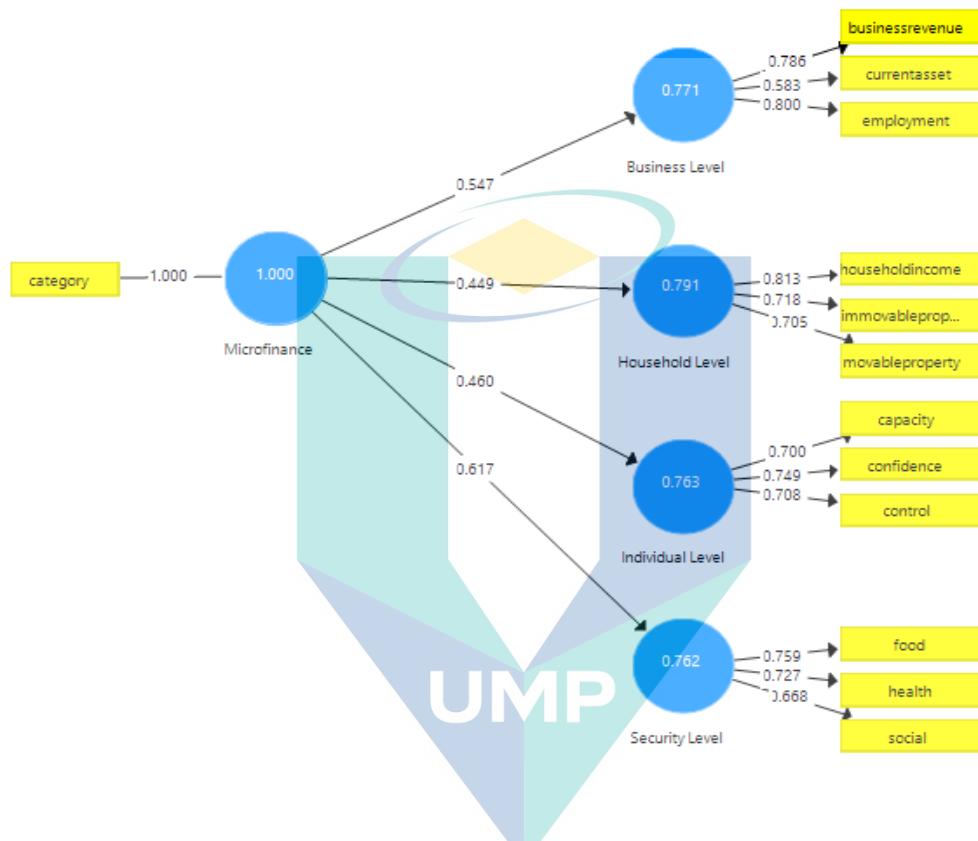 businessrevenue
0.786
0.771
0.583
currentasset
0.800
employment
Business Level
0.547
category
1.000
1.000
Microfinance
0.449
0.791
0.813
householdincome
0.718
immovableprop...
0.705
movableproperty
Household Level
0.460
0.763
0.700
capacity
0.749
confidence
0.708
control
Individual Level
0.617
0.762
0.759
food
0.727
health
0.668
social
Security Level
UMP